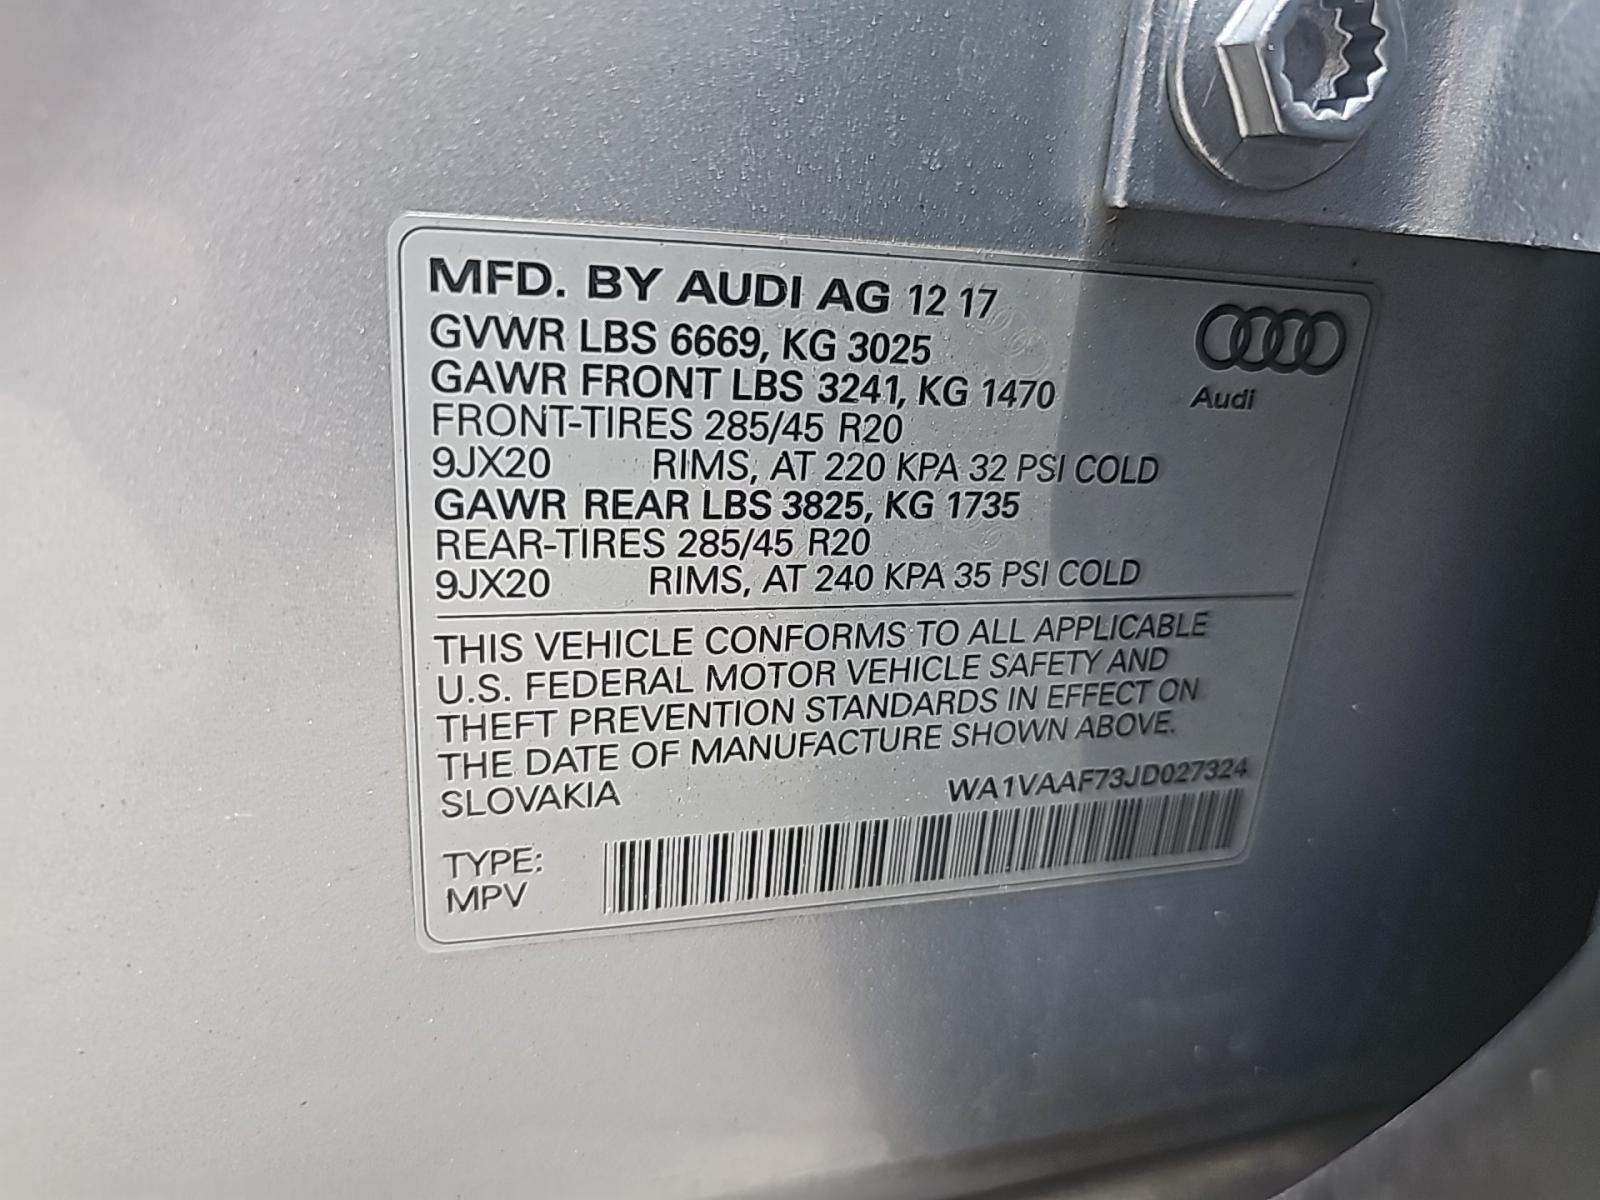 MFD. BY AUDI AG 12 17
GVWR LBS 6669, KG 3025
GAWR FRONT LBS 3241, KG 1470
Audi
FRONT-TIRES 285/45 R20
9JX20 RIMS, AT 220 KPA 32 PSI COLD
GAWR REAR LBS 3825, KG 1735
REAR-TIRES 285/45 R20
9JX20 RIMS, AT 240 KPA 35 PSI COLD
THIS VEHICLE CONFORMS TO ALL APPLICABLE
U.S. FEDERAL MOTOR VEHICLE SAFETY AND
THEFT PREVENTION STANDARDS IN EFFECT ON
THE DATE OF MANUFACTURE SHOWN ABOVE.
SLOVAKIA WA1VAAF73JD027324
TYPE:
MPV